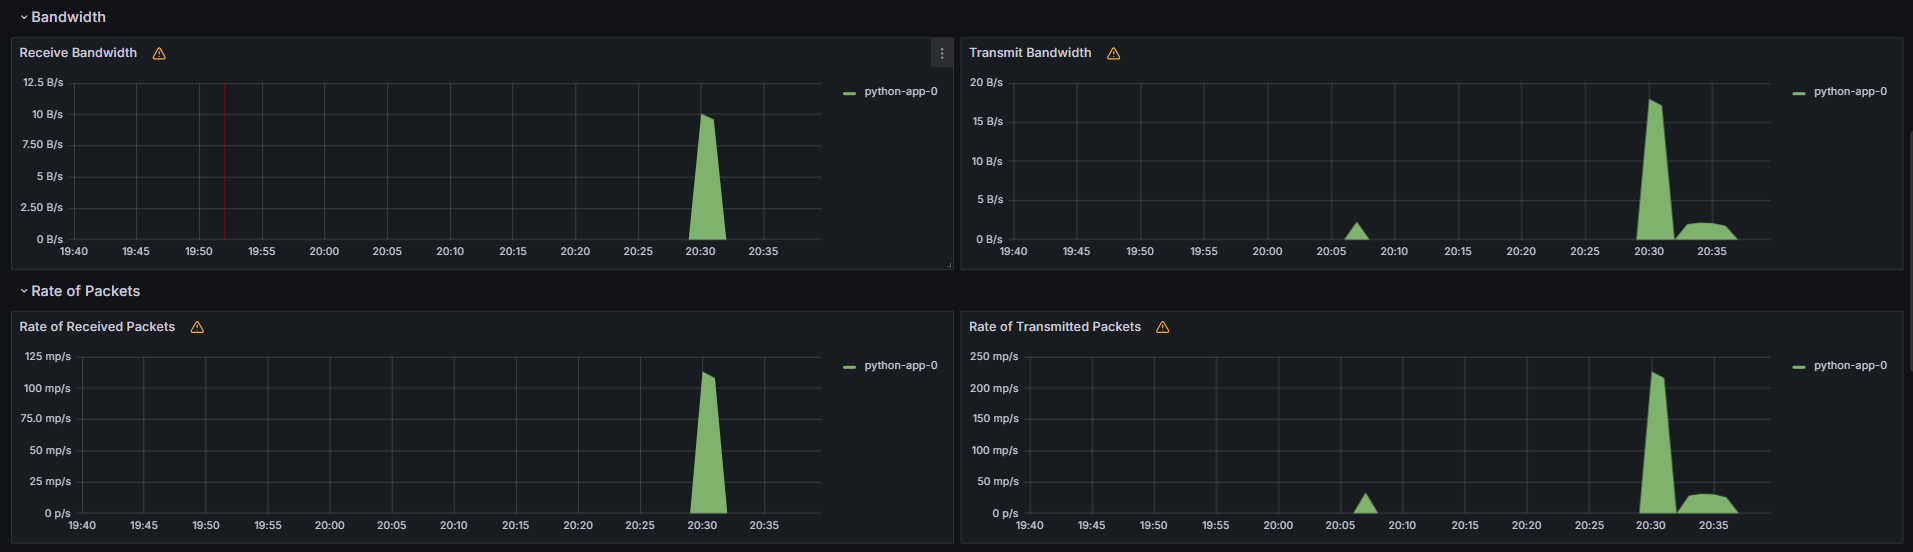 Bandwidth
Receive Bandwidth
12.5 B/s
10 B/s
7.50 B/s
5 B/s
2.50 B/s
0 B/s
19:40 19:45 19:50 19:55 20:00 20:05 20:10 20:15 20:20 20:25 20:30 20:35
python-app-0
Transmit Bandwidth
20 B/s
15 B/s
10 B/s
5 B/s
0 B/s
19:40 19:45 19:50 19:55 20:00 20:05 20:10 20:15 20:20 20:25 20:30 20:35
python-app-0
Rate of Packets
Rate of Received Packets
125 mp/s
100 mp/s
75.0 mp/s
50 mp/s
25 mp/s
0 p/s
19:40 19:45 19:50 19:55 20:00 20:05 20:10 20:15 20:20 20:25 20:30 20:35
python-app-0
Rate of Transmitted Packets
250 mp/s
200 mp/s
150 mp/s
100 mp/s
50 mp/s
0 p/s
19:40 19:45 19:50 19:55 20:00 20:05 20:10 20:15 20:20 20:25 20:30 20:35
python-app-0